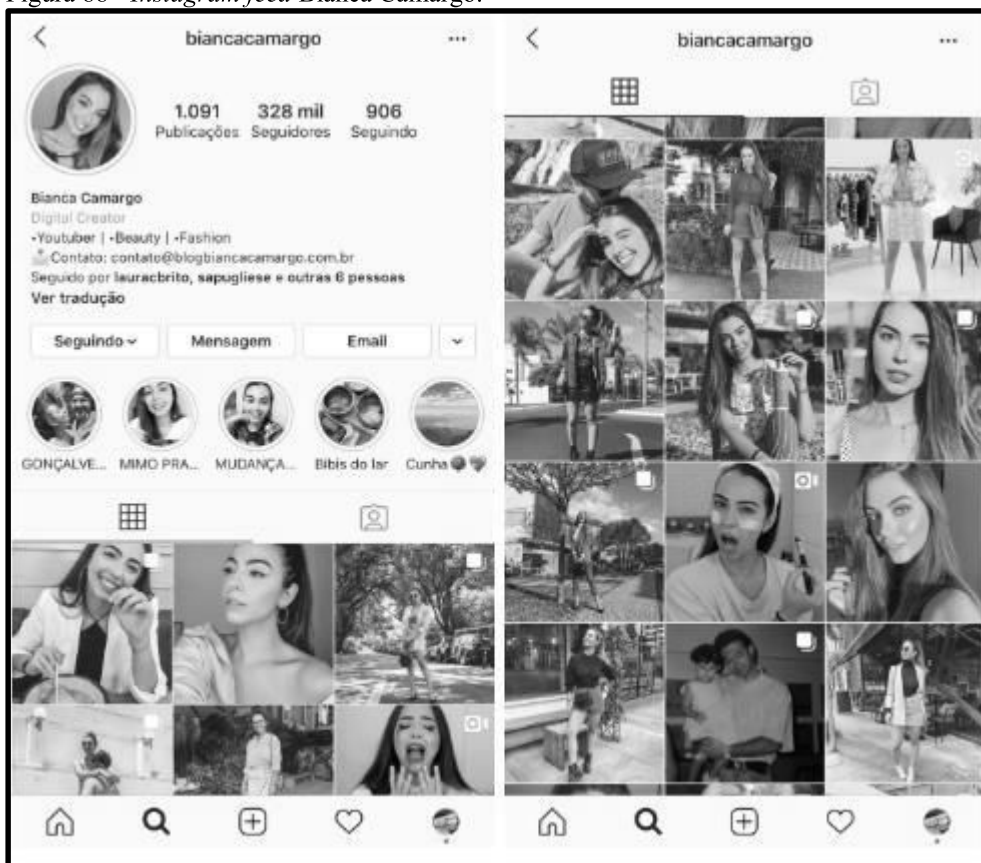 Instagram feed Bianca Camargo.
biancacamargo
1.091 328 mil 906
Publicações Seguidores Seguindo
Bianca Camargo
Digital Creator
•Youtuber | •Beauty | •Fashion
Contato: contato@blogbiancacamargo.com.br
Seguido por lauracbrito, sapugliese e outras 6 pessoas
Ver tradução
Seguindo Mensagem Email
GONÇALVE... MIMO PRA... MUDANÇA... Bibis do lar Cunha
biancacamargo